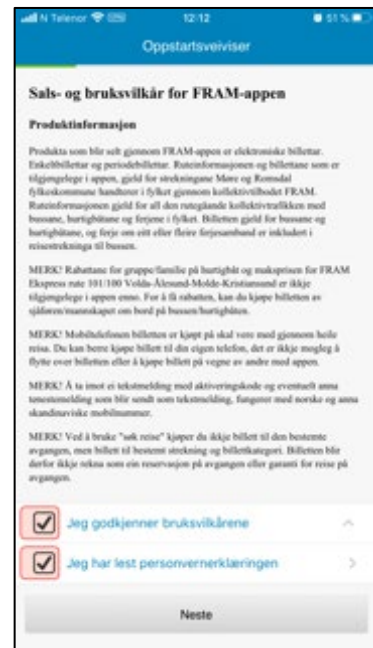 N Telenor
12:12
51 %
Oppstartsveiviser
Sals- og bruksvilkår for FRAM-appen
Produktinformasjon
Produkta som blir selt gjennom FRAM-appen er elektroniske billettar.
Enkeltbillettar og periodebillettar. Ruteinformasjonen og billettane som er
tilgjengelege i appen, gjeld for strekningane Møre og Romsdal
fylkeskommune handterer i fylket gjennom kollektivtilbodet FRAM.
Ruteinformasjonen gjeld for all den rutegåande kollektivtrafikken med
bussane, hurtigbåtane og ferjene i fylket. Billetten gjeld for bussane og
hurtigbåtane, og ferje om eitt eller fleire ferjesamband er inkludert i
reisestrekninga til bussen.
MERK! Rabattane for gruppe/familie på hurtigbåt og maksprisen for FRAM
Ekspress rute 101/100 Volda-Ålesund-Molde-Kristiansund er ikkje
tilgjengelege i appen enno. For å få rabatten, kan du kjøpe billetten av
sjåføren/mannskapet om bord på bussen/hurtigbåten.
MERK! Mobiltelefonen billetten er kjøpt på skal vere med gjennom heile
reisa. Du kan berre kjøpe billett til din eigen telefon, det er ikkje mogleg å
flytte over billetten eller å kjøpe billett på vegne av andre med appen.
MERK! Å ta imot ei tekstmelding med aktiveringskode og eventuelt anna
tenestemelding som blir sendt som tekstmelding, fungerer med norske og anna
skandinaviske mobilnummer.
MERK! Ved å bruke "søk reise" kjøper du ikkje billett til den bestemte
avgangen, men billett til bestemt strekning og billettkategori. Billetten blir
derfor ikkje rekna som ein reservasjon på avgangen eller garanti for reise på
avgangen.
Jeg godkjenner bruksvilkårene
Jeg har lest personvernerklæringen
Neste